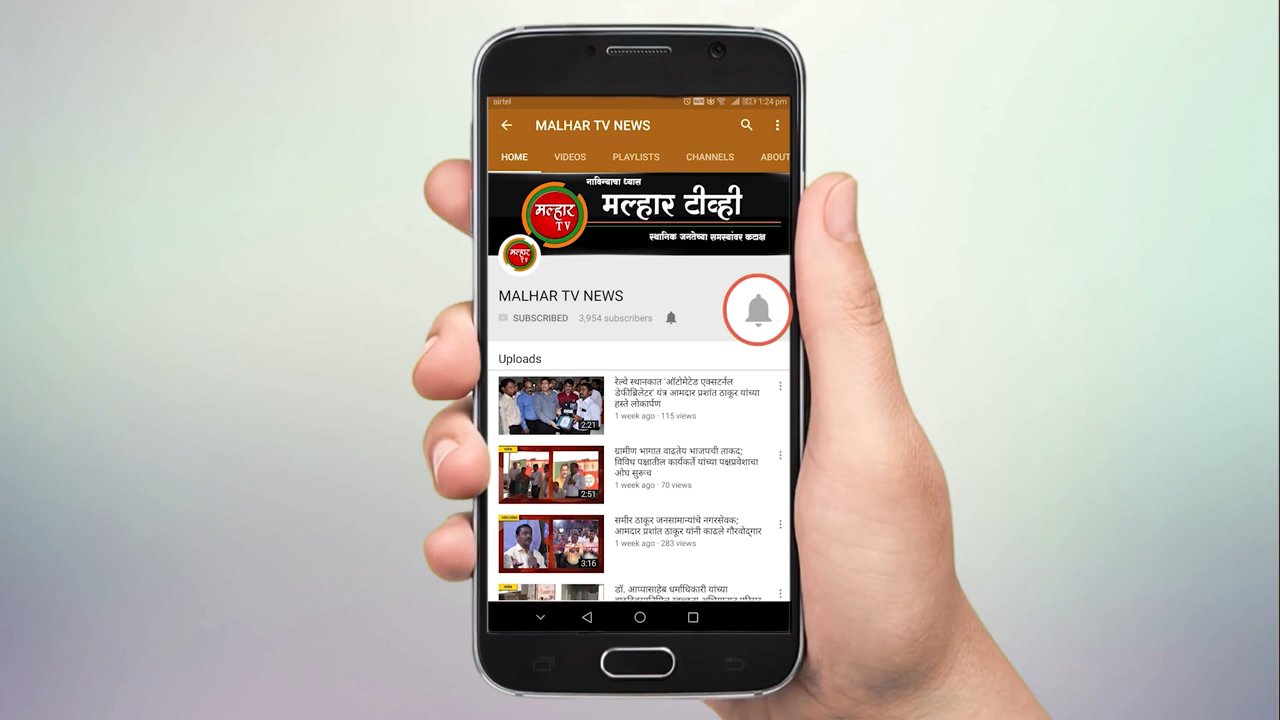 airtel 1:24 pm
MALHAR TV NEWS
HOME VIDEOS PLAYLISTS CHANNELS ABOUT
नाविन्याचा ध्यास
मल्हार टीव्ही
मल्हार
TV
स्थानिक जनतेच्या समस्यांवर कटाक्ष
मल्हार
TV
MALHAR TV NEWS
SUBSCRIBED 3,954 subscribers
Uploads
रेल्वे स्थानकात 'ऑटोमेटेड एक्सटर्नल
डेफीब्रिलेटर' यंत्र आमदार प्रशांत ठाकूर यांच्या
हस्ते लोकार्पण
1 week ago · 115 views
2:21
ग्रामीण भागात वाढतेय भाजपची ताकद;
विविध पक्षातील कार्यकर्ते यांच्या पक्षप्रवेशाचा
ओघ सुरूच
1 week ago · 70 views
2:51
समीर ठाकूर जनसामान्यांचे नगरसेवक;
आमदार प्रशांत ठाकूर यांनी काढले गौरवोद्गार
1 week ago · 283 views
3:16
डॉ. आप्पासाहेब धर्माधिकारी यांच्या